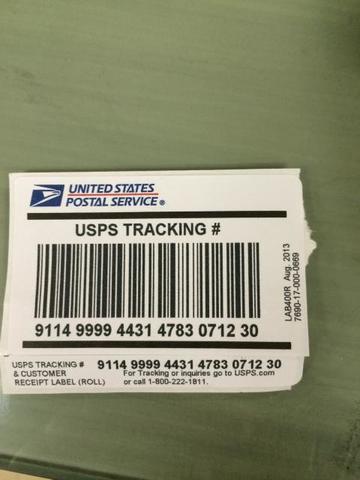 UNITED STATES
POSTAL SERVICE®
USPS TRACKING #
9114 9999 4431 4783 0712 30
LAB400R Aug. 2013
7690-17-000-0669
USPS TRACKING # 9114 9999 4431 4783 0712 30
& CUSTOMER For Tracking or inquiries go to USPS.com
RECEIPT LABEL (ROLL) or call 1-800-222-1811.